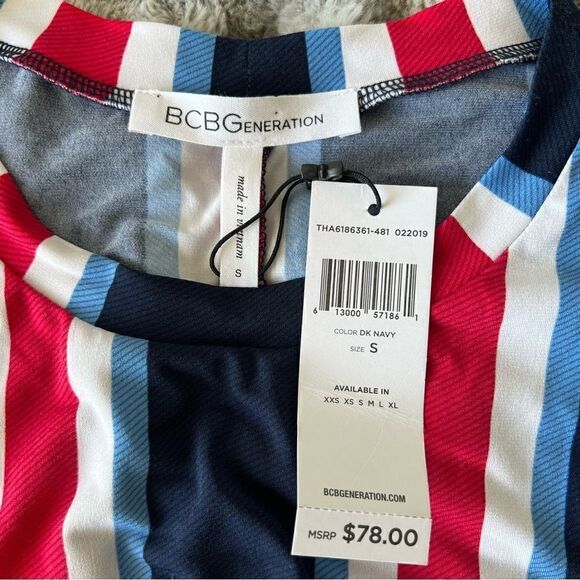 BCBGENERATION
made in vietnam
S
THA6186361-481 022019
6 13000 57186 1
COLOR DK NAVY
SIZE S
AVAILABLE IN
XXS XS S M L XL
BCBGENERATION.COM
MSRP $78.00